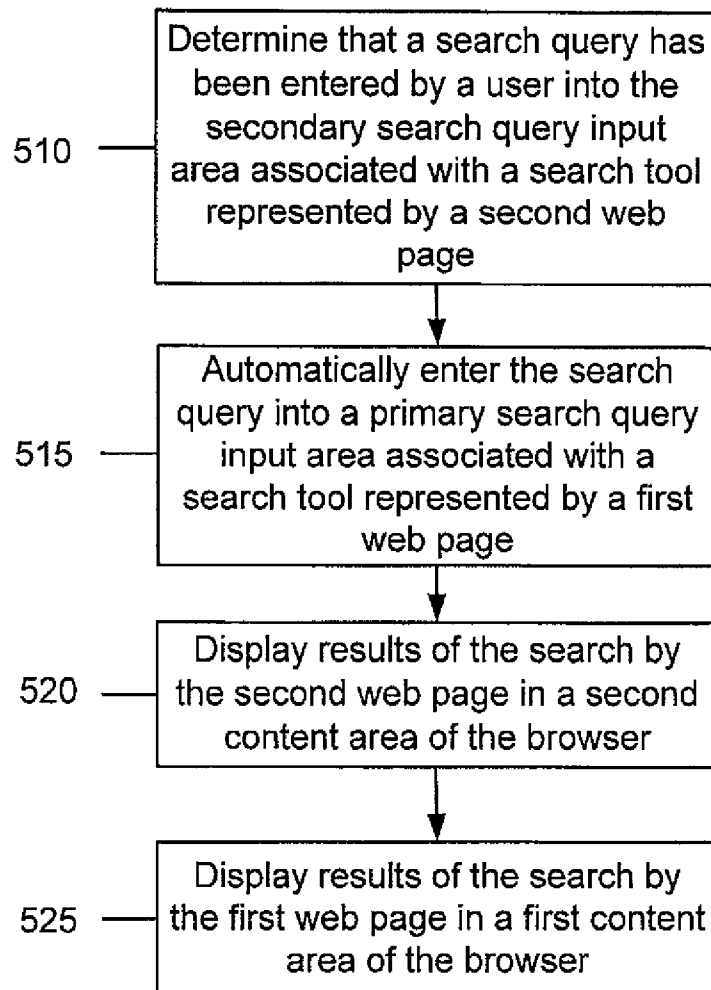 Determine that a search query has
been entered by a user into the
secondary search query input
area associated with a search tool
represented by a second web
page
510
Automatically enter the search
query into a primary search query
input area associated with a
search tool represented by a first
web page
515
Display results of the search by
the second web page in a second
content area of the browser
520
Display results of the search by
the first web page in a first content
area of the browser
525